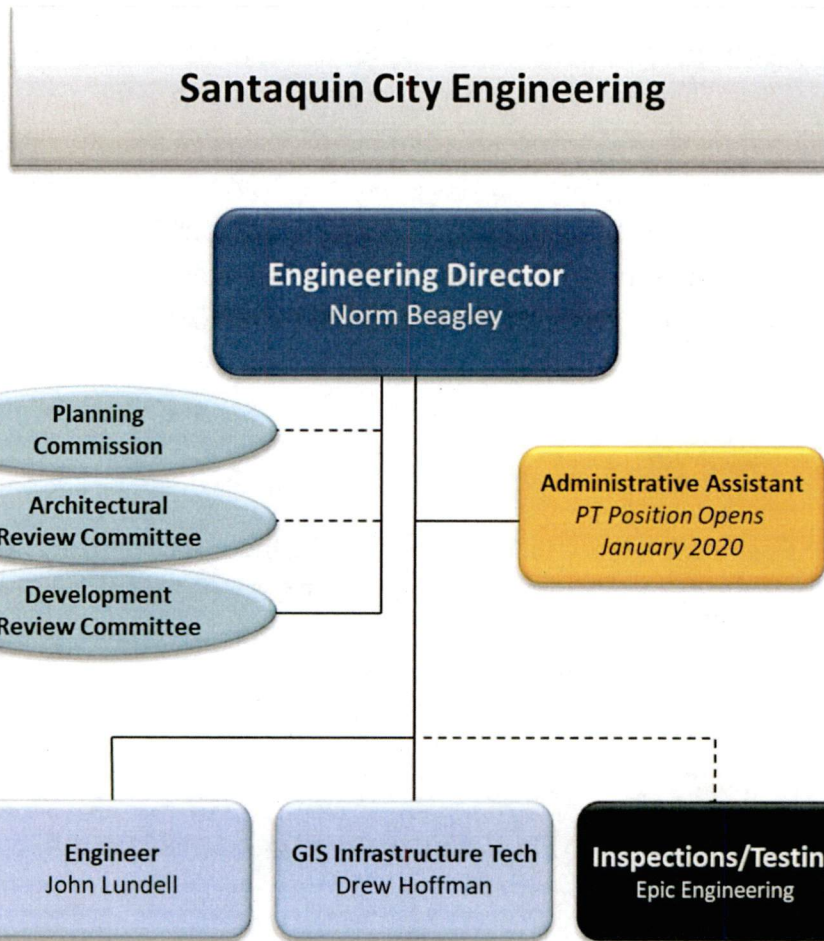 Santaquin City Engineering
Engineering Director
Norm Beagley
Planning
Commission
Architectural
Review Committee
Development
Review Committee
Administrative Assistant
PT Position Opens
January 2020
Engineer
John Lundell
GIS Infrastructure Tech
Drew Hoffman
Inspections/Testin
Epic Engineering